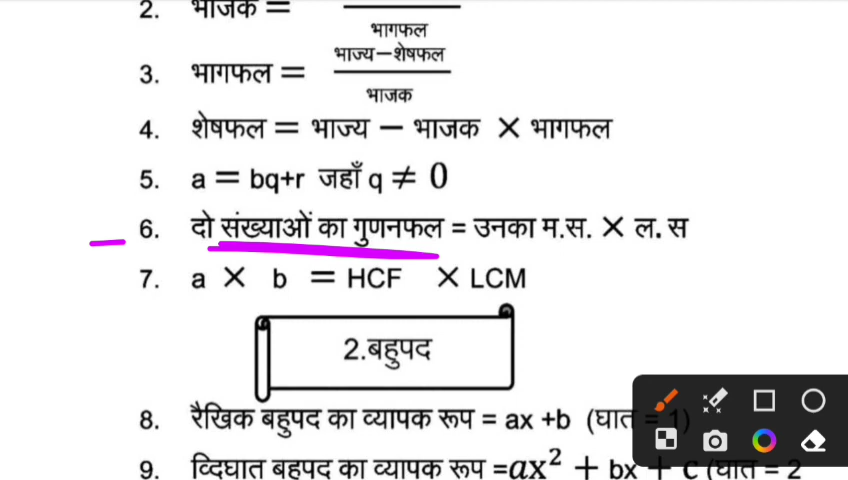 2. भाजक =
भागफल
3. भागफल = भाज्य−शेषफल
भाजक
4. शेषफल = भाज्य − भाजक × भागफल
5. a = bq+r जहाँ q ≠ 0
6. दो संख्याओं का गुणनफल = उनका म.स. × ल. स
7. a × b = HCF × LCM
2.बहुपद
8. रैखिक बहुपद का व्यापक रूप = ax +b (घात = 1)
9. व्दिघात बहुपद का व्यापक रूप =ax² + bx + c (घात = 2